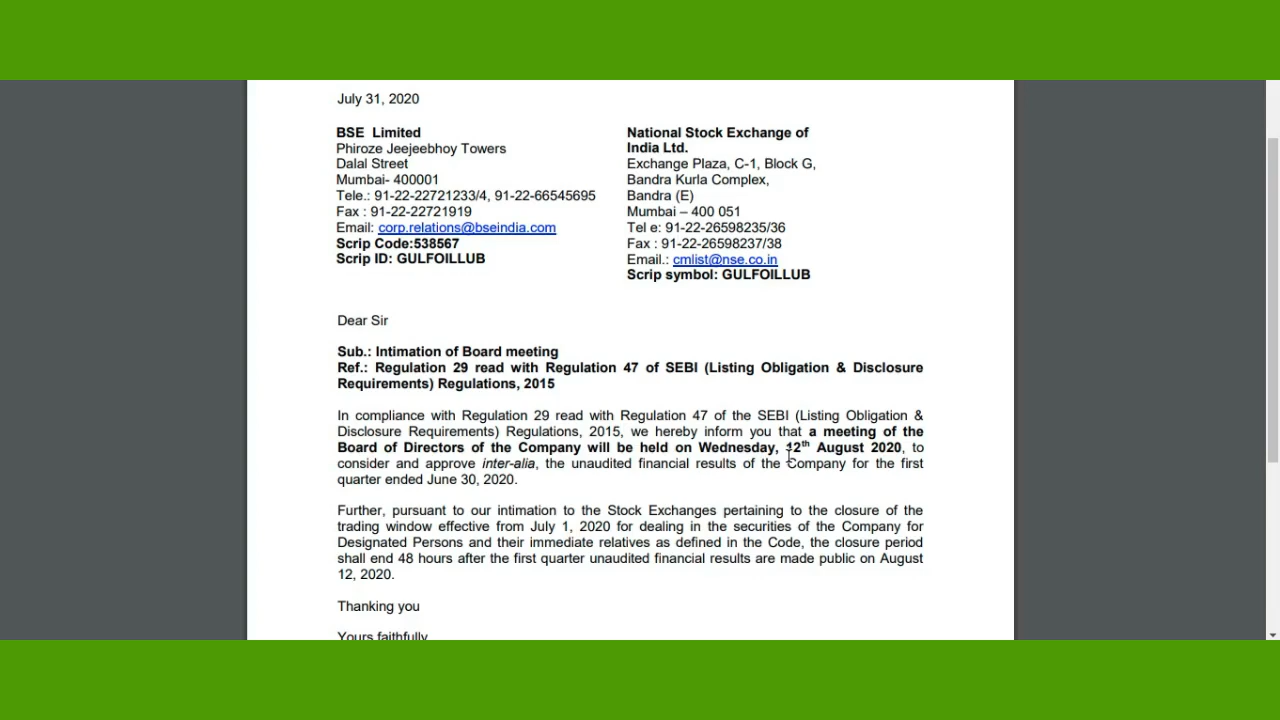 July 31, 2020
BSE Limited
Phiroze Jeejeebhoy Towers
Dalal Street
Mumbai- 400001
Tele.: 91-22-22721233/4, 91-22-66545695
Fax : 91-22-22721919
Email: corp.relations@bseindia.com
Scrip Code:538567
Scrip ID: GULFOILLUB
National Stock Exchange of
India Ltd.
Exchange Plaza, C-1, Block G,
Bandra Kurla Complex,
Bandra (E)
Mumbai – 400 051
Tel e: 91-22-26598235/36
Fax : 91-22-26598237/38
Email.: cmlist@nse.co.in
Scrip symbol: GULFOILLUB
Dear Sir
Sub.: Intimation of Board meeting
Ref.: Regulation 29 read with Regulation 47 of SEBI (Listing Obligation & Disclosure
Requirements) Regulations, 2015
In compliance with Regulation 29 read with Regulation 47 of the SEBI (Listing Obligation &
Disclosure Requirements) Regulations, 2015, we hereby inform you that a meeting of the
Board of Directors of the Company will be held on Wednesday, 12th August 2020, to
consider and approve inter-alia, the unaudited financial results of the Company for the first
quarter ended June 30, 2020.
Further, pursuant to our intimation to the Stock Exchanges pertaining to the closure of the
trading window effective from July 1, 2020 for dealing in the securities of the Company for
Designated Persons and their immediate relatives as defined in the Code, the closure period
shall end 48 hours after the first quarter unaudited financial results are made public on August
12, 2020.
Thanking you
Yours faithfully